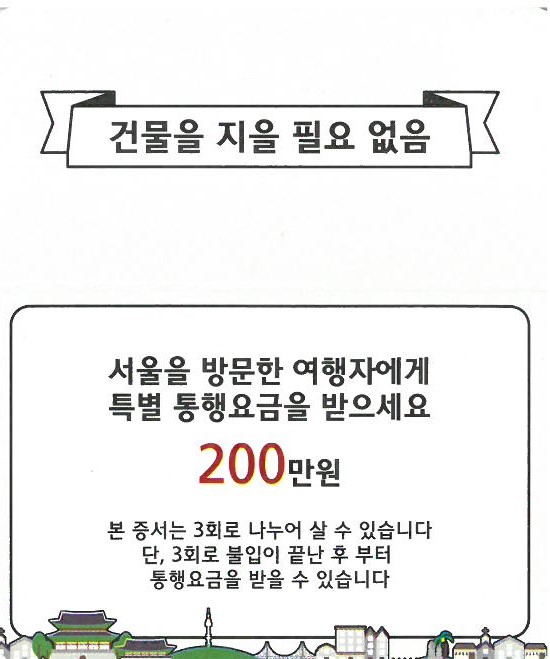 건물을 지을 필요 없음
서울을 방문한 여행자에게
특별 통행요금을 받으세요
200만원
본 증서는 3회로 나누어 살 수 있습니다
단, 3회로 불입이 끝난 후 부터
통행요금을 받을 수 있습니다